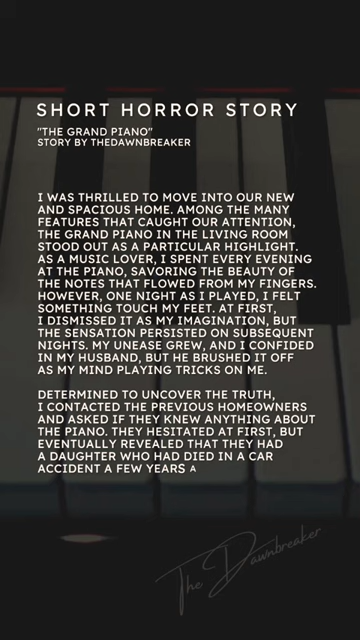 SHORT HORROR STORY
"THE GRAND PIANO"
STORY BY THEDAWNBREAKER
I WAS THRILLED TO MOVE INTO OUR NEW
AND SPACIOUS HOME. AMONG THE MANY
FEATURES THAT CAUGHT OUR ATTENTION,
THE GRAND PIANO IN THE LIVING ROOM
STOOD OUT AS A PARTICULAR HIGHLIGHT.
AS A MUSIC LOVER, I SPENT EVERY EVENING
AT THE PIANO, SAVORING THE BEAUTY OF
THE NOTES THAT FLOWED FROM MY FINGERS.
HOWEVER, ONE NIGHT AS I PLAYED, I FELT
SOMETHING TOUCH MY FEET. AT FIRST,
I DISMISSED IT AS MY IMAGINATION, BUT
THE SENSATION PERSISTED ON SUBSEQUENT
NIGHTS. MY UNEASE GREW, AND I CONFIDED
IN MY HUSBAND, BUT HE BRUSHED IT OFF
AS MY MIND PLAYING TRICKS ON ME.
DETERMINED TO UNCOVER THE TRUTH,
I CONTACTED THE PREVIOUS HOMEOWNERS
AND ASKED IF THEY KNEW ANYTHING ABOUT
THE PIANO. THEY HESITATED AT FIRST, BUT
EVENTUALLY REVEALED THAT THEY HAD
A DAUGHTER WHO HAD DIED IN A CAR
ACCIDENT A FEW YEARS A
The Dawnbreaker